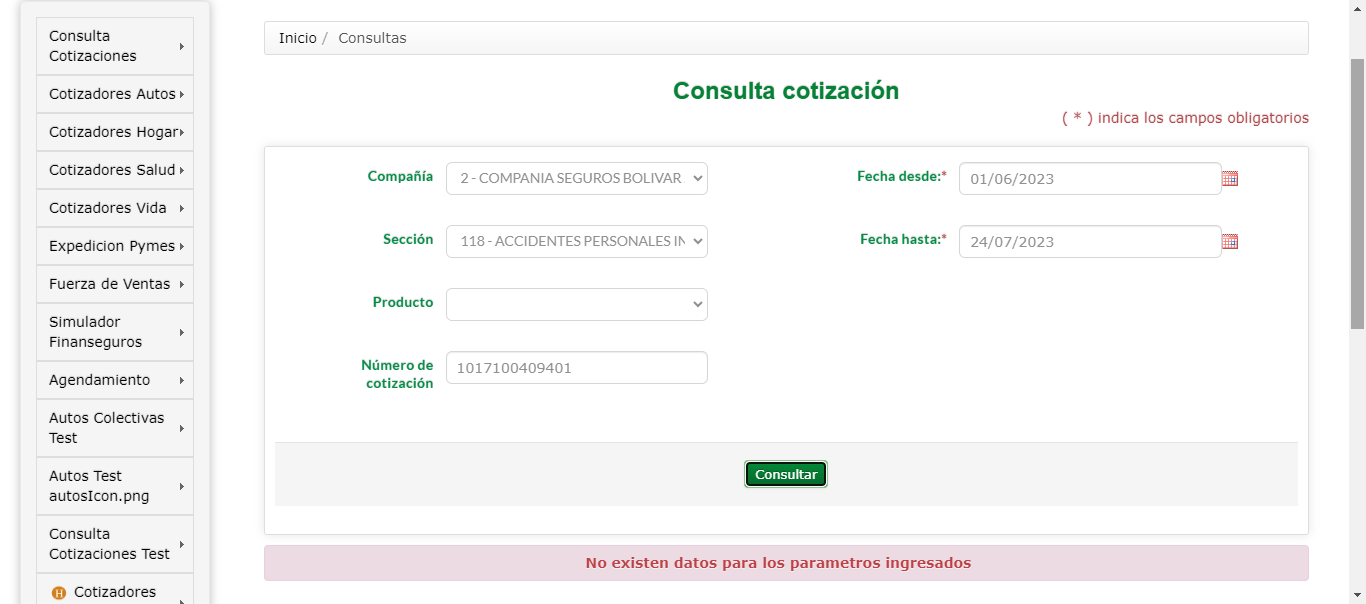 Consulta
Cotizaciones
Cotizadores Autos
Cotizadores Hogar
Cotizadores Salud
Cotizadores Vida
Expedicion Pymes
Fuerza de Ventas
Simulador
Finanseguros
Agendamiento
Autos Colectivas
Test
Autos Test
autosIcon.png
Consulta
Cotizaciones Test
H Cotizadores
Inicio / Consultas
Consulta cotización
( * ) indica los campos obligatorios
Compañía 2 - COMPANIA SEGUROS BOLIVAR Fecha desde:* 01/06/2023
Sección 118 - ACCIDENTES PERSONALES IN Fecha hasta:* 24/07/2023
Producto
Número de
cotización 1017100409401
Consultar
No existen datos para los parametros ingresados